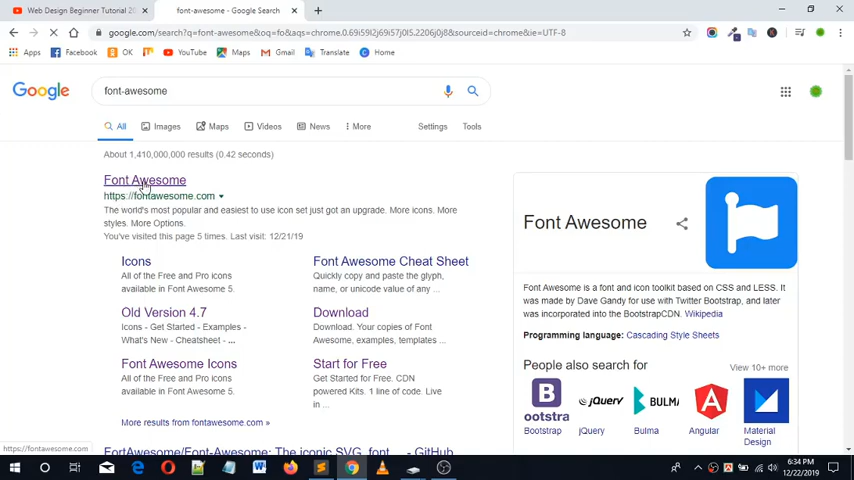 Web Design Beginner Tutorial 20
font-awesome - Google Search
google.com/search?q=font-awesome&oq=fo&aqs=chrome.0.69i59l2j69i57j0l5.2206j0j8&sourceid=chrome&ie=UTF-8
Apps
Facebook
OK
YouTube
Maps
Gmail
Translate
Home
Google
font-awesome
All
Images
Maps
Videos
News
More
Settings
Tools
About 1,410,000,000 results (0.42 seconds)
Font Awesome
https://fontawesome.com
The world's most popular and easiest to use icon set just got an upgrade. More icons. More
styles. More Options.
You've visited this page 5 times. Last visit: 12/21/19
Icons
All of the Free and Pro icons
available in Font Awesome 5.
Font Awesome Cheat Sheet
Quickly copy and paste the glyph,
name, or unicode value of any ...
Old Version 4.7
Icons - Get Started - Examples -
What's New - Cheatsheet - ...
Download
Download. Your copies of Font
Awesome, examples, templates ...
Font Awesome Icons
All of the Free and Pro icons
available in Font Awesome 5.
Start for Free
Get Started for Free. CDN
powered Kits. 1 line of code. Live
in ...
More results from fontawesome.com »
FortAwesome/Font-Awesome: The iconic SVG, font ... - GitHub
Font Awesome
Font Awesome is a font and icon toolkit based on CSS and LESS. It
was made by Dave Gandy for use with Twitter Bootstrap, and later
was incorporated into the BootstrapCDN. Wikipedia
Programming language: Cascading Style Sheets
People also search for
View 10+ more
B
ootstra
jQuery
BULMA
A
Bootstrap
jQuery
Bulma
Angular
Material
Design
https://fontawesome.com
6:34 PM
12/22/2019